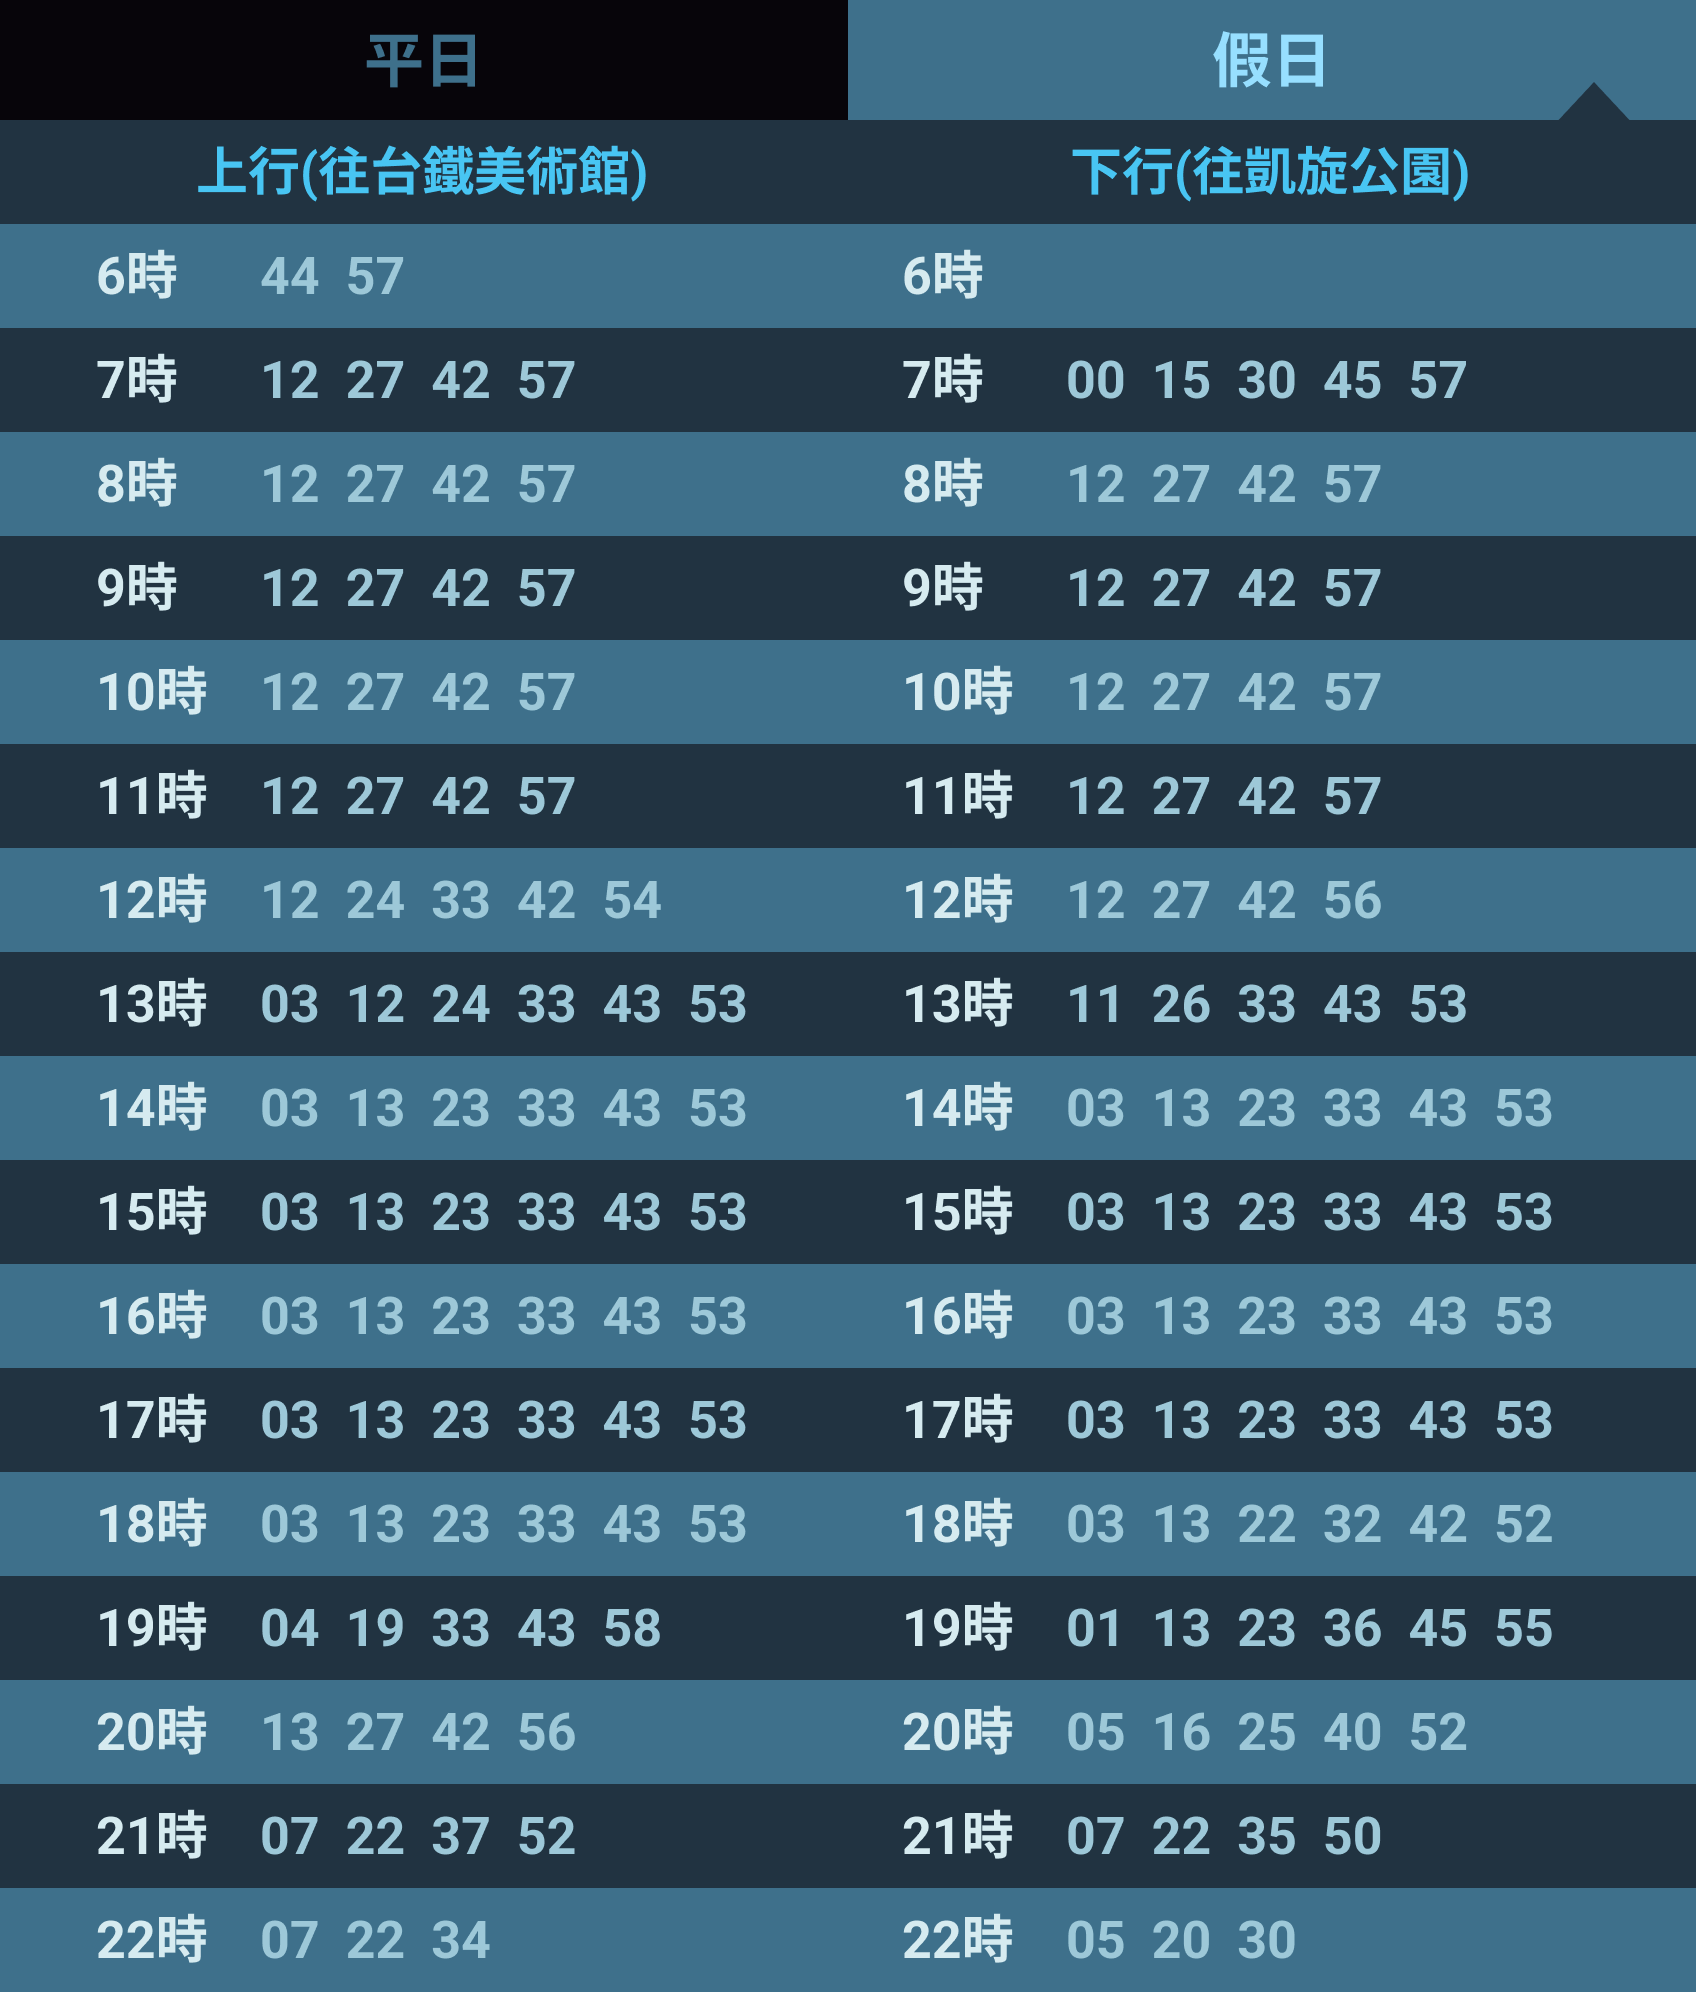 平日 假日
上行(往台鐵美術館) 下行(往凱旋公園)
6時 44 57 6時
7時 12 27 42 57 7時 00 15 30 45 57
8時 12 27 42 57 8時 12 27 42 57
9時 12 27 42 57 9時 12 27 42 57
10時 12 27 42 57 10時 12 27 42 57
11時 12 27 42 57 11時 12 27 42 57
12時 12 24 33 42 54 12時 12 27 42 56
13時 03 12 24 33 43 53 13時 11 26 33 43 53
14時 03 13 23 33 43 53 14時 03 13 23 33 43 53
15時 03 13 23 33 43 53 15時 03 13 23 33 43 53
16時 03 13 23 33 43 53 16時 03 13 23 33 43 53
17時 03 13 23 33 43 53 17時 03 13 23 33 43 53
18時 03 13 23 33 43 53 18時 03 13 22 32 42 52
19時 04 19 33 43 58 19時 01 13 23 36 45 55
20時 13 27 42 56 20時 05 16 25 40 52
21時 07 22 37 52 21時 07 22 35 50
22時 07 22 34 22時 05 20 30